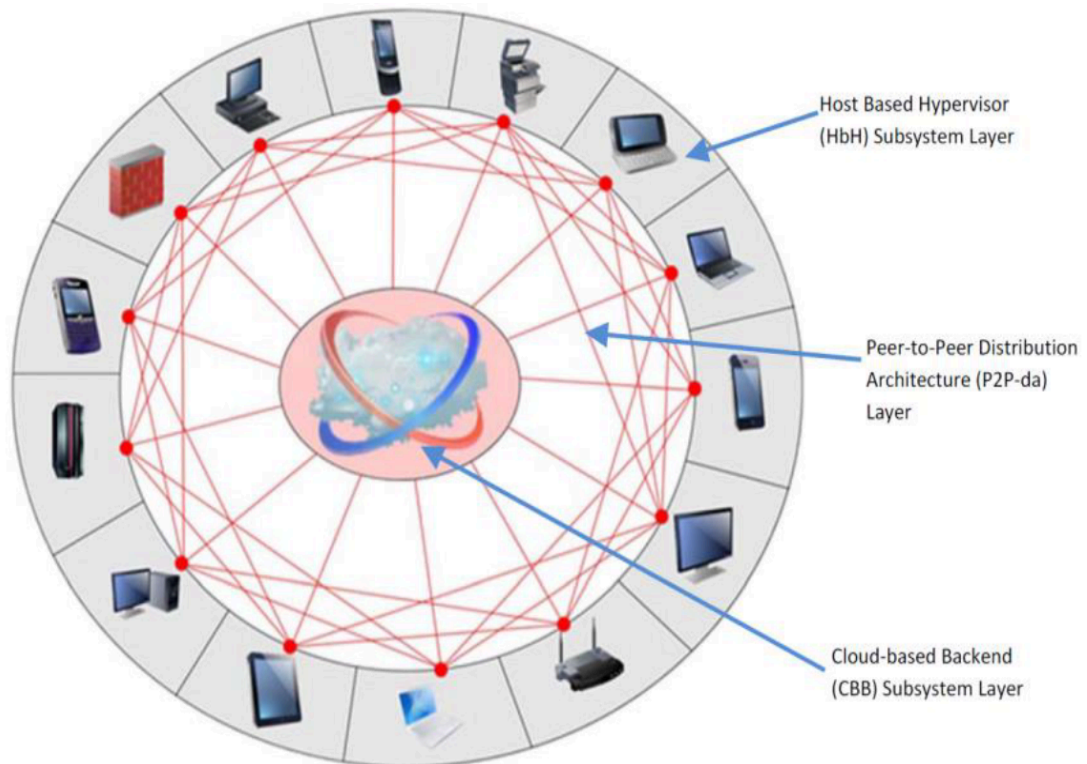 Host Based Hypervisor
(HbH) Subsystem Layer
Peer-to-Peer Distribution
Architecture (P2P-da)
Layer
Cloud-based Backend
(CBB) Subsystem Layer